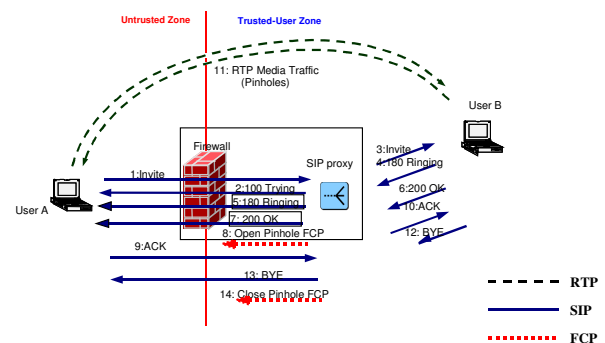 Untrusted Zone
Trusted-User Zone
11: RTP Media Traffic
(Pinholes)
User B
Firewall
SIP proxy
3:Invite
4:180 Ringing
1:Invite
2:100 Trying
5:180 Ringing
6:200 OK
User A
7: 200 OK
10:ACK
8: Open Pinhole FCP
12: BYE
9:ACK
13: BYE
14: Close Pinhole FCP
RTP
SIP
FCP